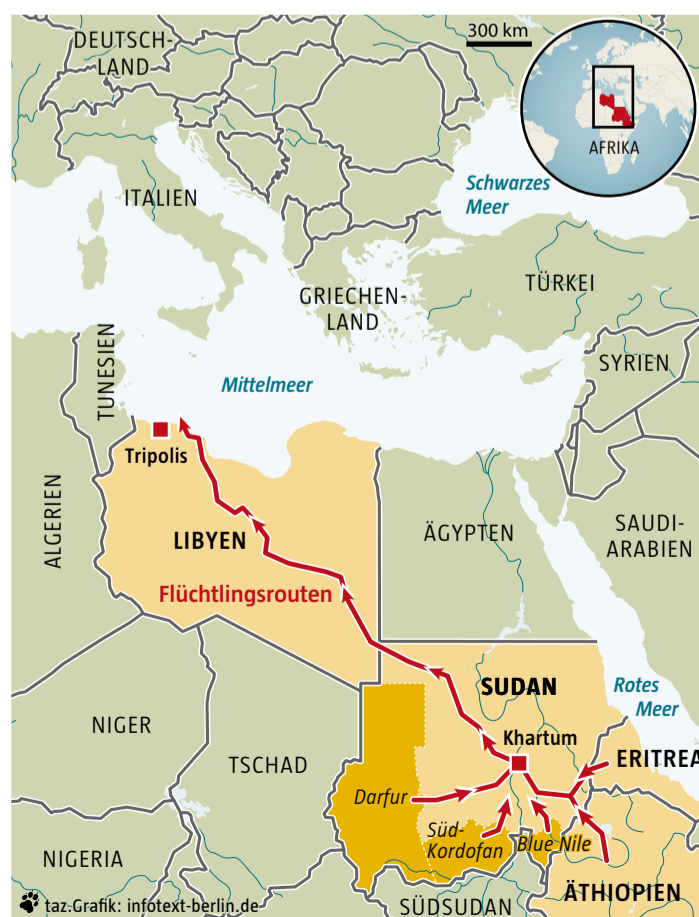 300 km
DEUTSCH-
LAND
AFRIKA
Schwarzes
Meer
ITALIEN
TÜRKEI
GRIECHEN-
LAND
SYRIEN
TUNESIEN
Mittelmeer
Tripolis
ALGERIEN
LIBYEN
ÄGYPTEN
SAUDI-
ARABIEN
Flüchtlingsrouten
SUDAN
Rotes
Meer
NIGER
Khartum
TSCHAD
ERITREA
Darfur
Süd-
Kordofan
Blue Nile
NIGERIA
ÄTHIOPIEN
SÜDSUDAN
taz.Grafik: infotext-berlin.de